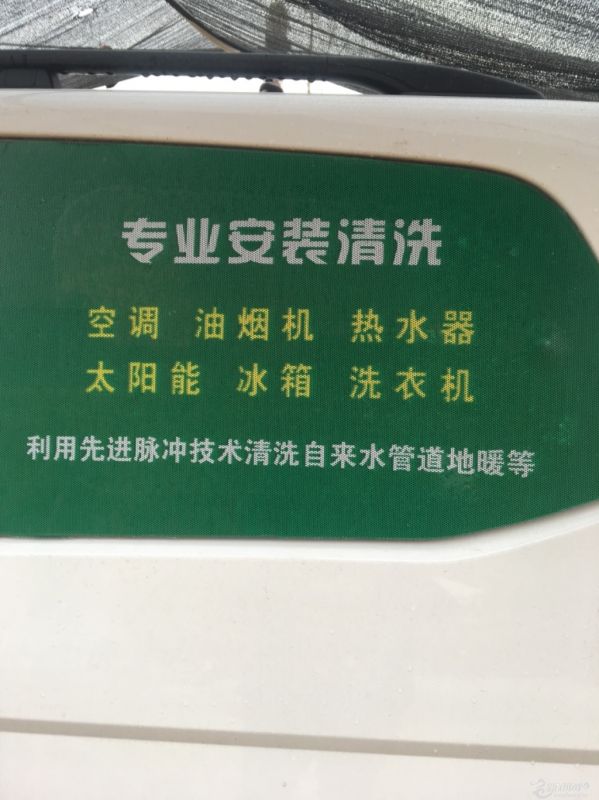 专业安装清洗
空调 油烟机 热水器
太阳能 冰箱 洗衣机
利用先进脉冲技术清洗自来水管道地暖等